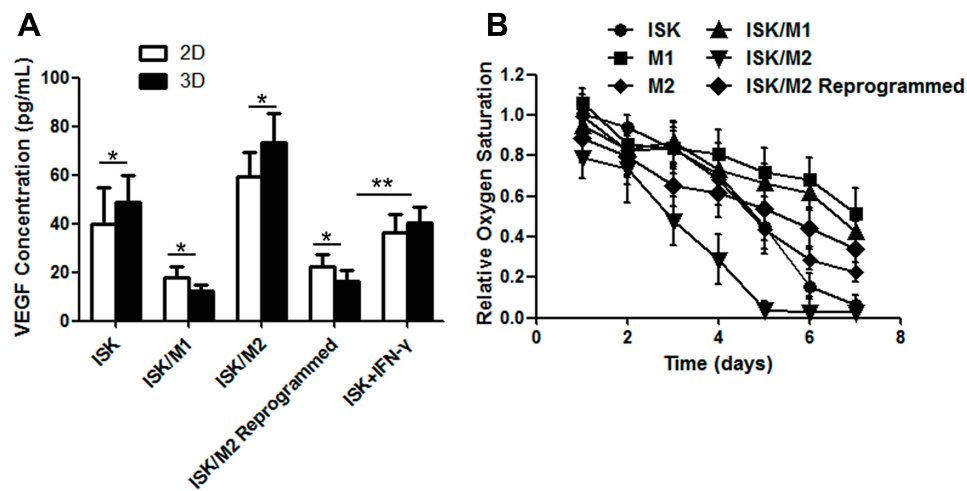 A
2D
3D
VEGF Concentration (pg/mL)
100
80
60
40
20
0
*
*
*
*
**
ISK
ISK/M1
ISK/M2
ISK/M2 Reprogrammed
ISK+IFN-γ
B
ISK
M1
M2
ISK/M1
ISK/M2
ISK/M2 Reprogrammed
Relative Oxygen Saturation
1.2
1.0
0.8
0.6
0.4
0.2
0.0
0
2
4
6
8
Time (days)